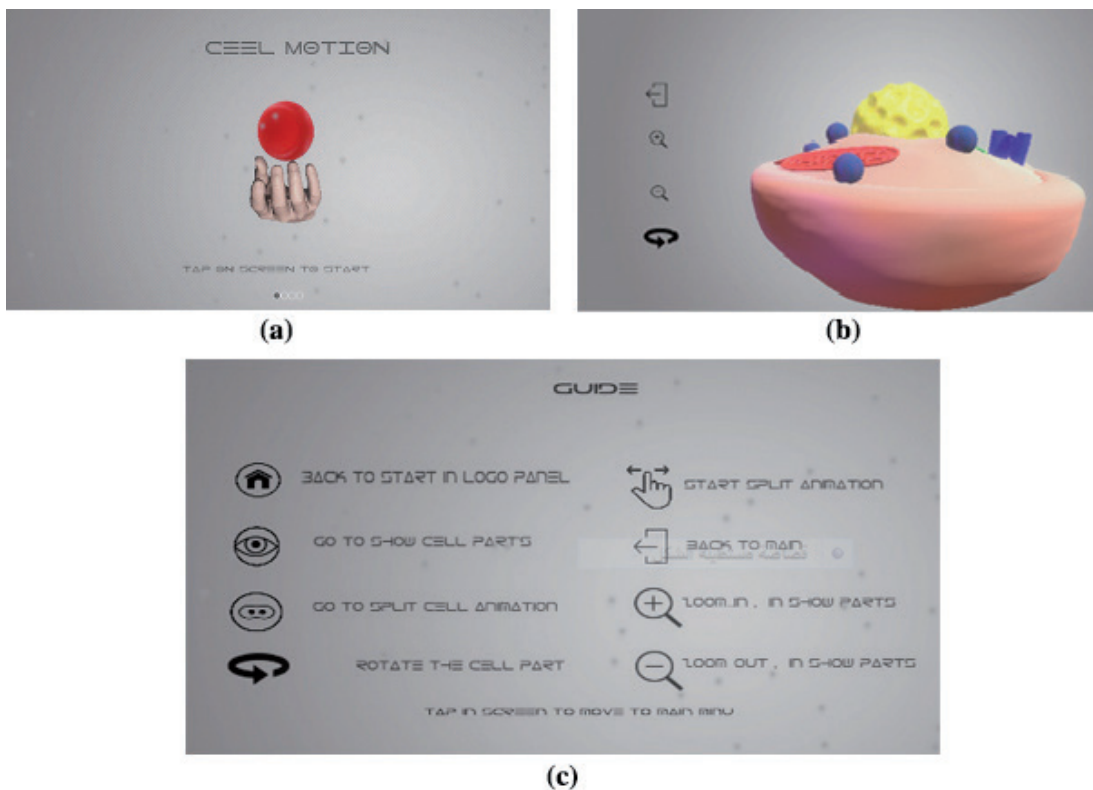 CEEL MOTION
TAP ON SCREEN TO START
(a)
(b)
GUIDE
BACK TO START IN LOGO PANEL
GO TO SHOW CELL PARTS
GO TO SPLIT CELL ANIMATION
ROTATE THE CELL PART
START SPLIT ANIMATION
BACK TO MAIN
ZOOM IN , IN SHOW PARTS
ZOOM OUT , IN SHOW PARTS
TAP IN SCREEN TO MOVE TO MAIN MINU
(c)